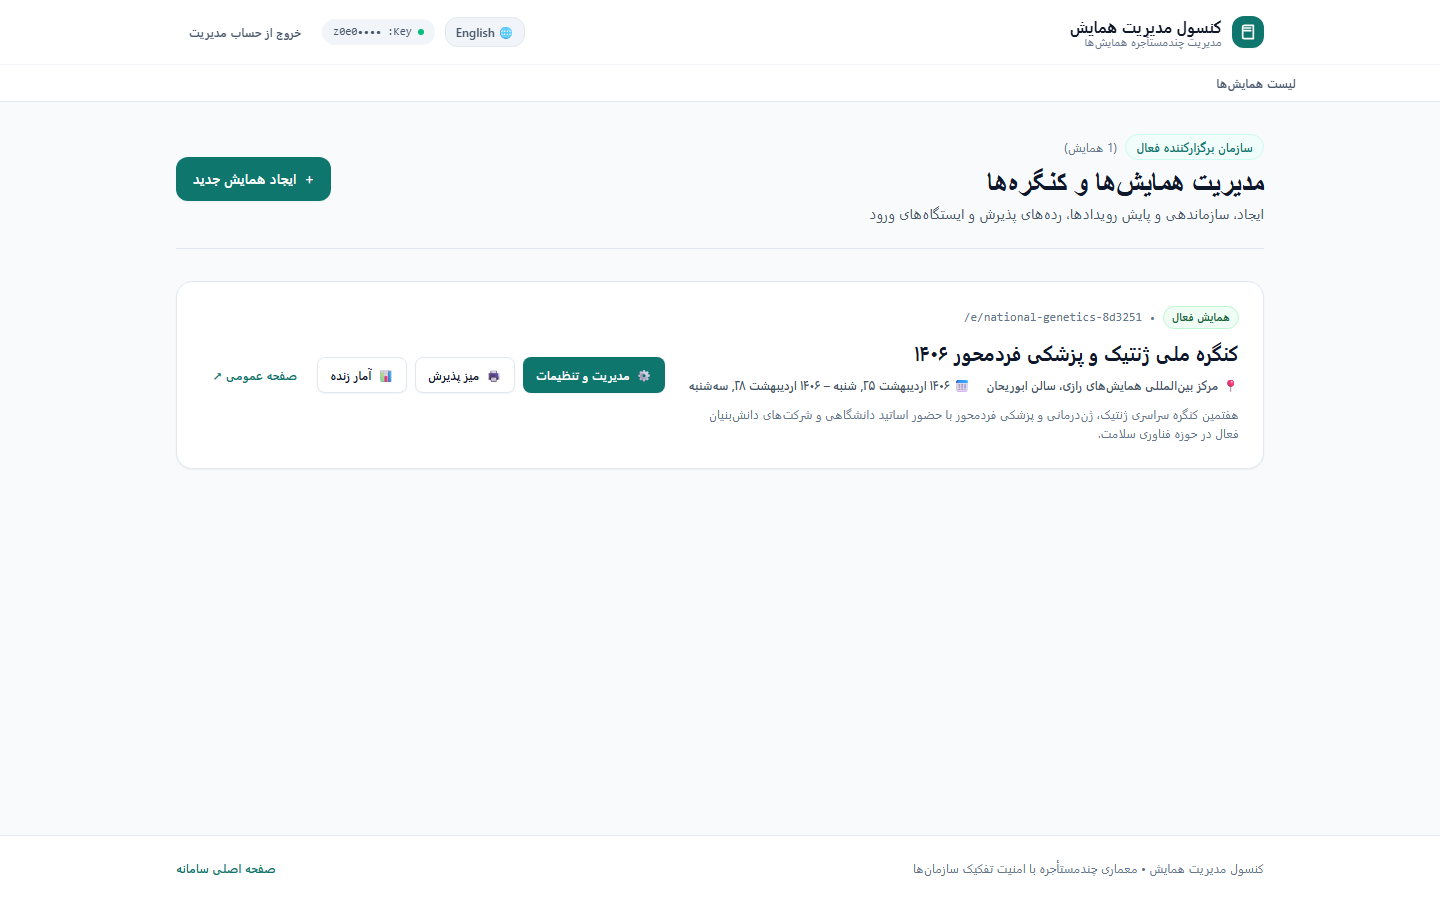 کنسول مدیریت همایش
مدیریت چندمستأجره همایش‌ها
English
Key: ••••z0e0
خروج از حساب مدیریت
لیست همایش‌ها
سازمان برگزارکننده فعال (1 همایش)
مدیریت همایش‌ها و کنگره‌ها
ایجاد، سازماندهی و پایش رویدادها، رده‌های پذیرش و ایستگاه‌های ورود
+ ایجاد همایش جدید
همایش فعال • /e/national-genetics-8d3251
کنگره ملی ژنتیک و پزشکی فردمحور ۱۴۰۶
مرکز بین‌المللی همایش‌های رازی، سالن ابوریحان
۱۴۰۶ اردیبهشت ۲۵, شنبه – ۱۴۰۶ اردیبهشت ۲۸, سه‌شنبه
هفتمین کنگره سراسری ژنتیک، ژن‌درمانی و پزشکی فردمحور با حضور اساتید دانشگاهی و شرکت‌های دانش‌بنیان
فعال در حوزه فناوری سلامت.
مدیریت و تنظیمات
میز پذیرش
آمار زنده
صفحه عمومی ↗
کنسول مدیریت همایش • معماری چندمستأجره با امنیت تفکیک سازمان‌ها
صفحه اصلی سامانه